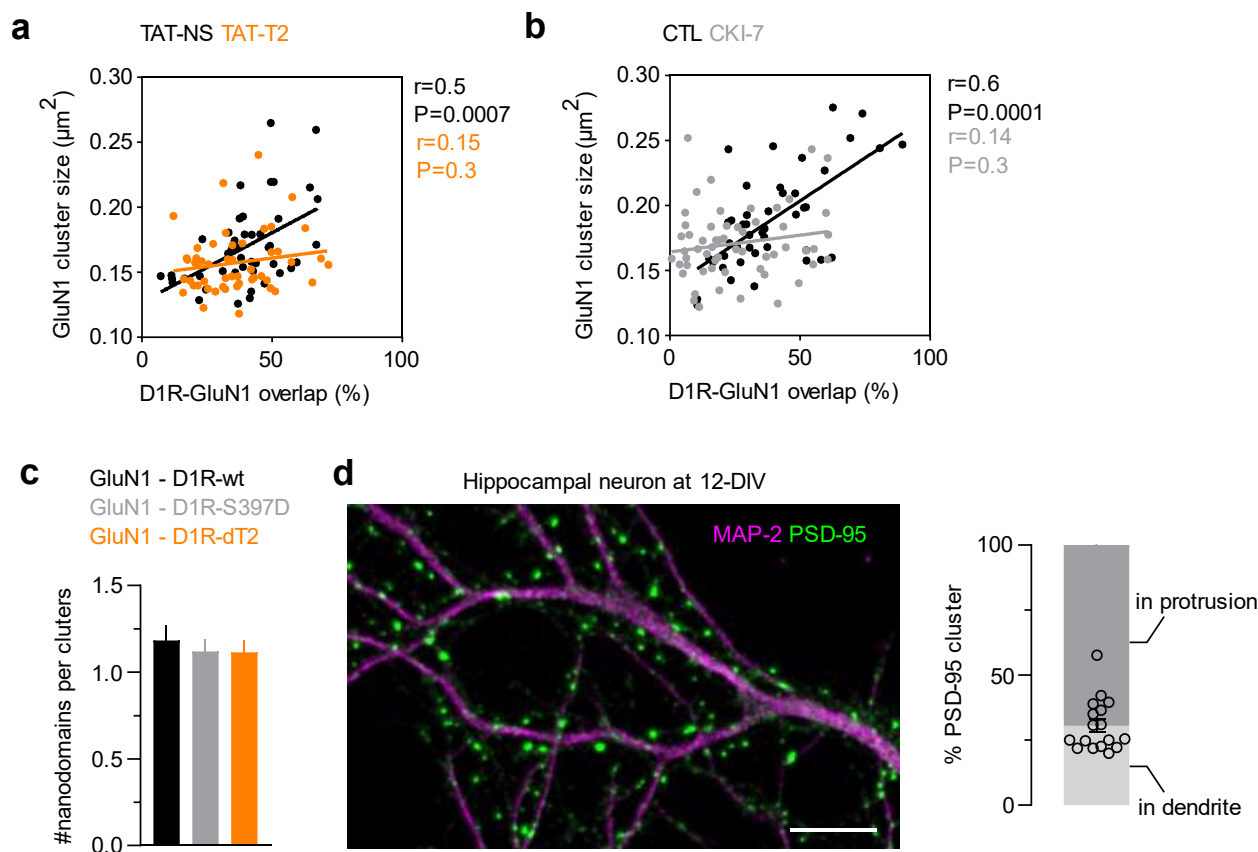 a
TAT-NS TAT-T2
GluN1 cluster size (µm²)
0.30
0.25
0.20
0.15
0.10
0
50
100
D1R-GluN1 overlap (%)
r=0.5
P=0.0007
r=0.15
P=0.3
b
CTL CKI-7
GluN1 cluster size (µm²)
0.30
0.25
0.20
0.15
0.10
0
50
100
D1R-GluN1 overlap (%)
r=0.6
P=0.0001
r=0.14
P=0.3
c
GluN1 - D1R-wt
GluN1 - D1R-S397D
GluN1 - D1R-dT2
#nanodomains per cluters
1.5
1.0
0.5
0.0
d
Hippocampal neuron at 12-DIV
MAP-2 PSD-95
% PSD-95 cluster
100
50
0
in protrusion
in dendrite